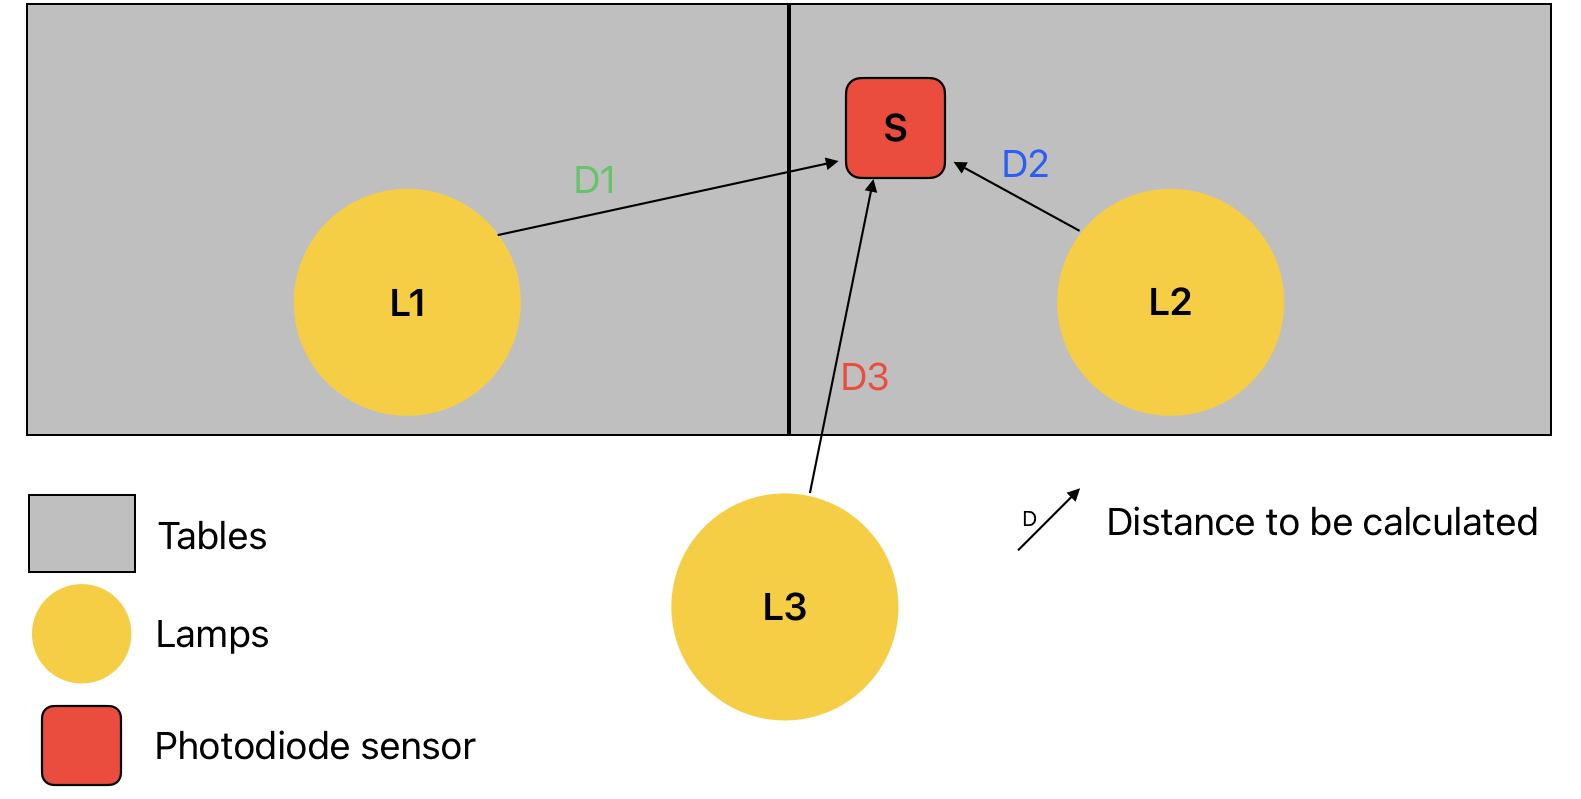 S
D1
D2
L1
L2
D3
Tables
D
Distance to be calculated
L3
Lamps
Photodiode sensor